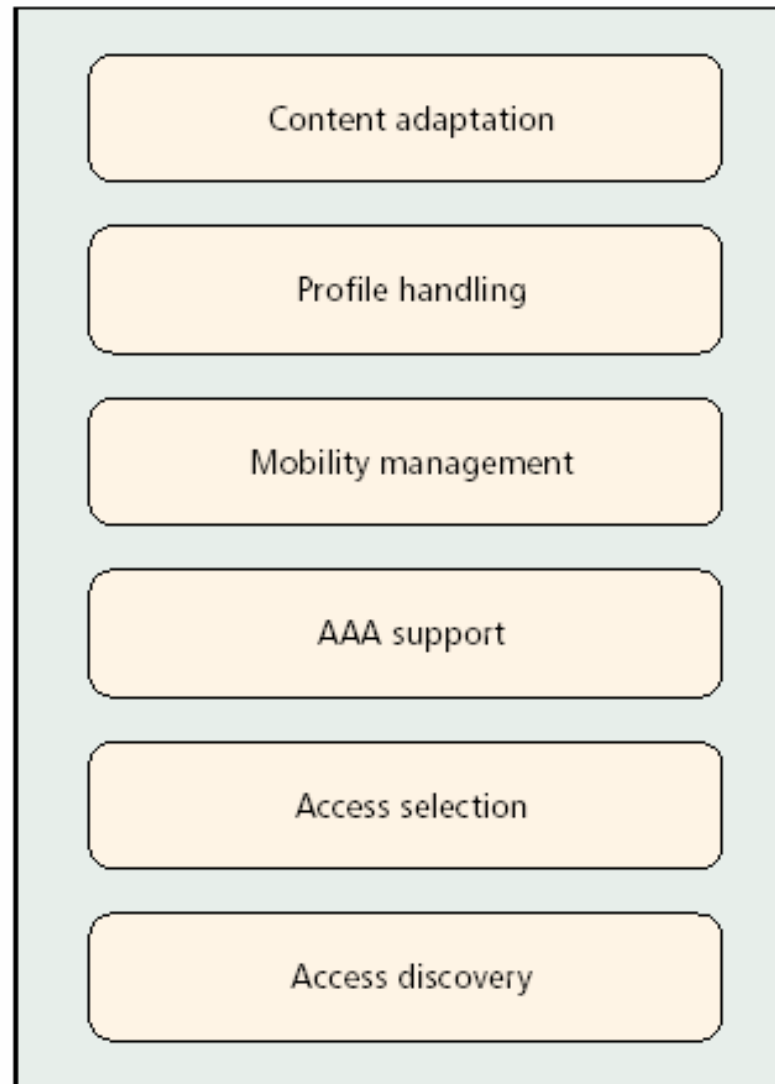 Content adaptation
Profile handling
Mobility management
AAA support
Access selection
Access discovery